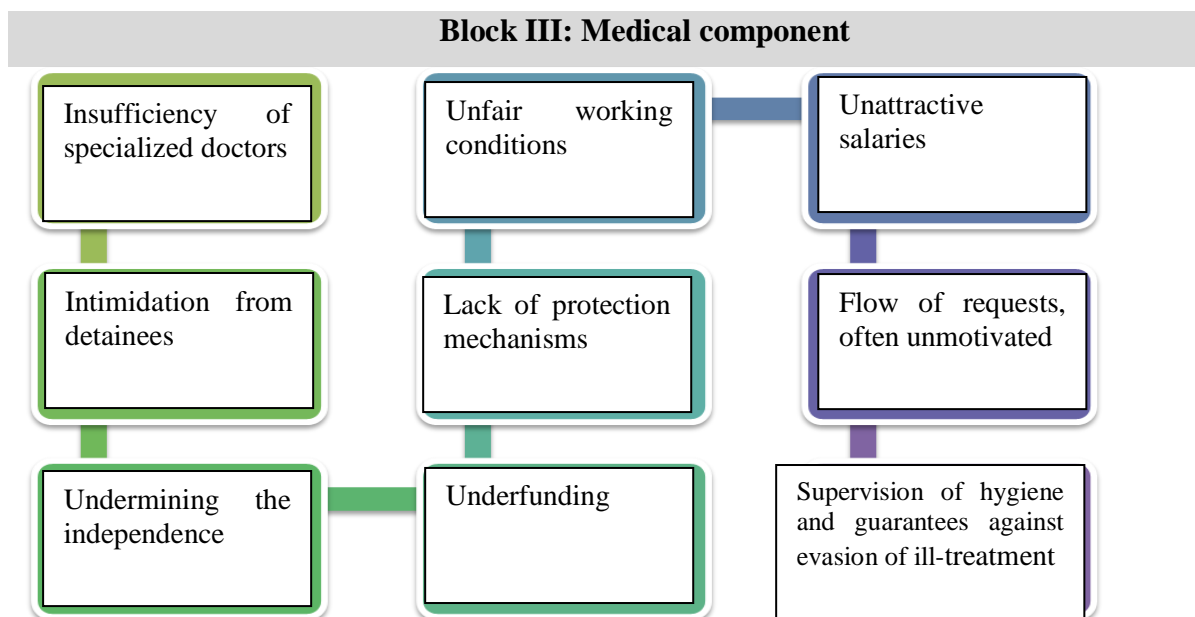 Block III: Medical component
Insufficiency of
specialized doctors
Intimidation from
detainees
Undermining the
independence
Underfunding
Lack of protection
mechanisms
Unfair working
conditions
Unattractive
salaries
Flow of requests,
often unmotivated
Supervision of hygiene
and guarantees against
evasion of ill-treatment